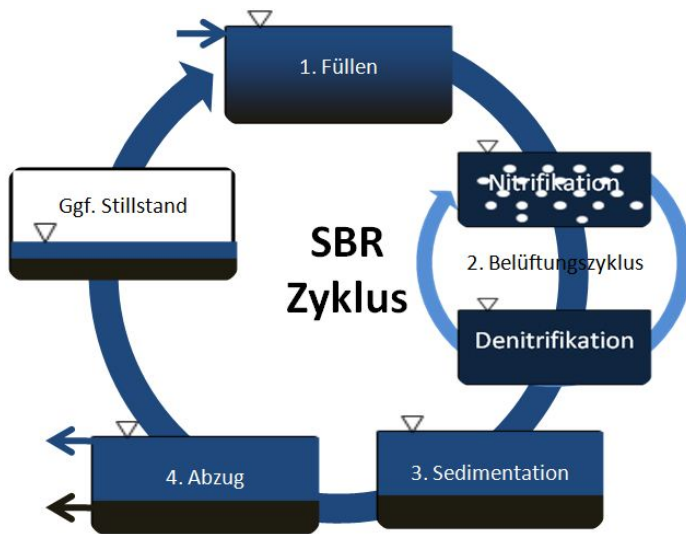 1. Füllen
Nitrifikation
2. Belüftungszyklus
Denitrifikation
3. Sedimentation
4. Abzug
Ggf. Stillstand
SBR
Zyklus